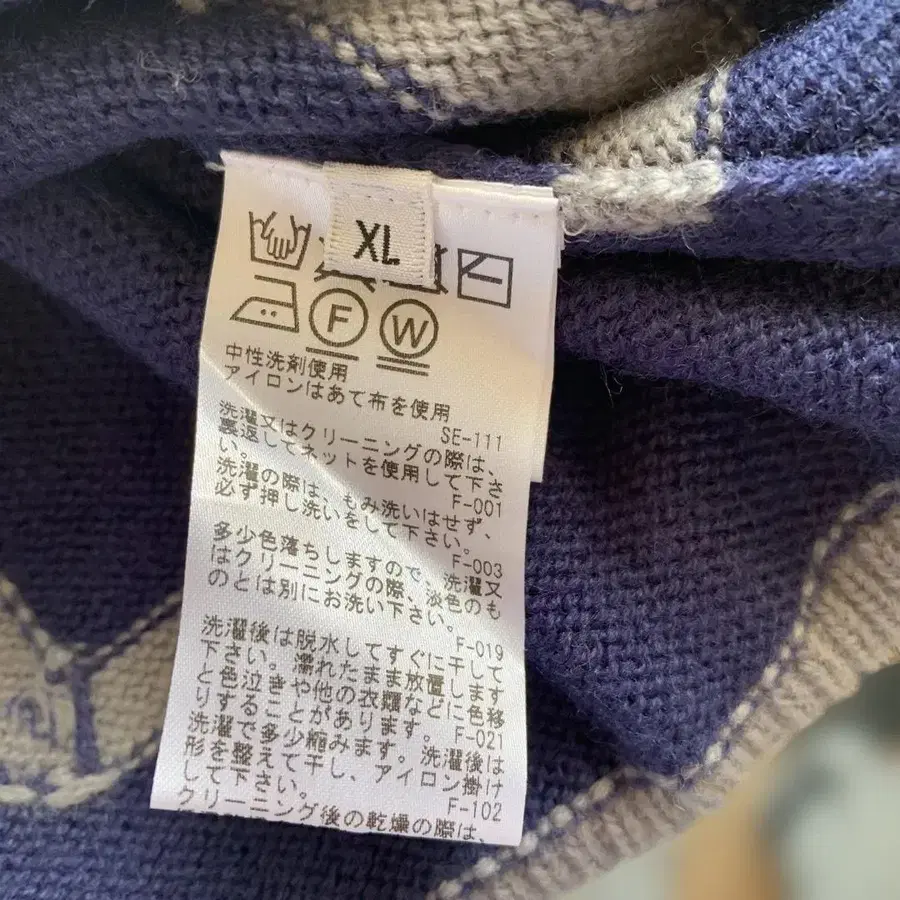 XL
F W
中性洗剤使用
アイロンはあて布を使用
SE-111
洗濯又はクリーニングの際は、
裏返してネットを使用して下さ
い。
F-001
洗濯の際は、もみ洗いはせず、
必ず押し洗いをして下さい。
F-003
多少色落ちしますので、洗濯又
はクリーニングの際、淡色のも
のとは別にお洗い下さい。
F-019
洗濯後は脱水してすぐに干して
下さい。濡れたまま放置します
と色泣きや他の衣類などに色移
りすることがあります。 F-021
洗濯で多少縮みます。洗濯後は
形を整えて干し、アイロン掛け
して下さい。
F-102
クリーニング後の乾燥の際は、